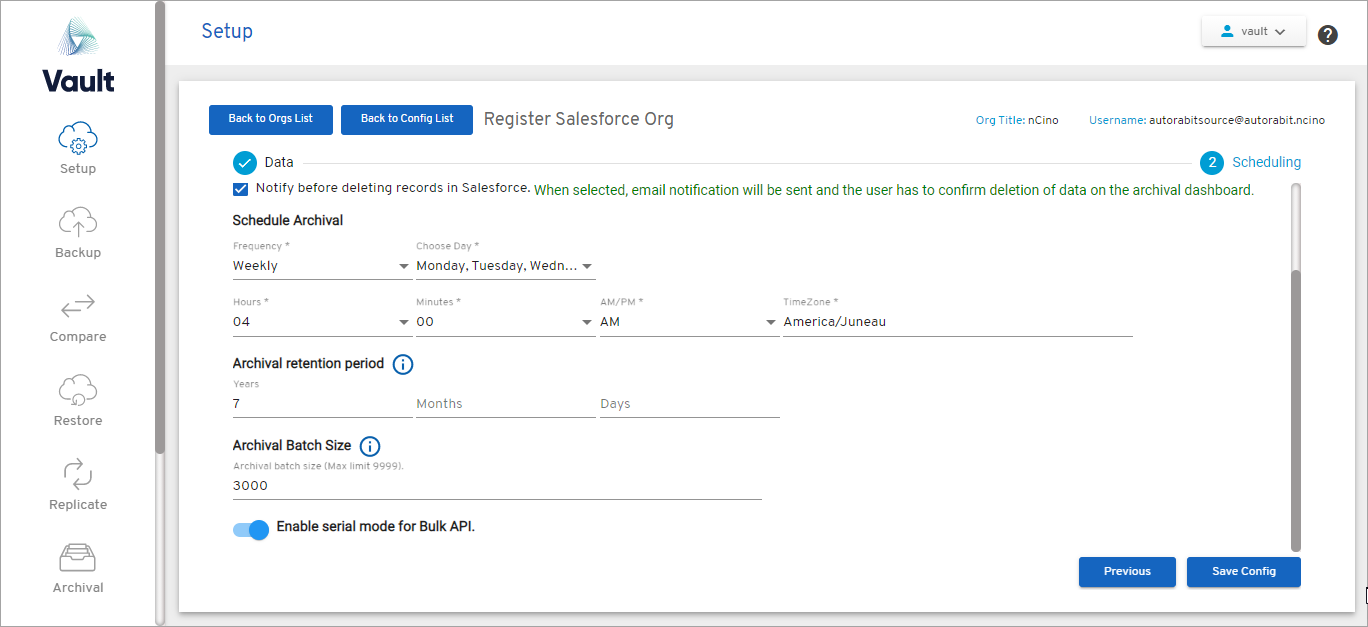 Vault
Setup
Backup
Compare
Restore
Replicate
Archival
Setup
vault
?
Back to Orgs List
Back to Config List
Register Salesforce Org
Org Title: nCino
Username: autorabitsource@autorabit.ncino
Data
2 Scheduling
Notify before deleting records in Salesforce. When selected, email notification will be sent and the user has to confirm deletion of data on the archival dashboard.
Schedule Archival
Frequency * Choose Day *
Weekly Monday, Tuesday, Wedn...
Hours * Minutes * AM/PM * TimeZone *
04 00 AM America/Juneau
Archival retention period i
Years
7 Months Days
Archival Batch Size i
Archival batch size (Max limit 9999).
3000
Enable serial mode for Bulk API.
Previous Save Config